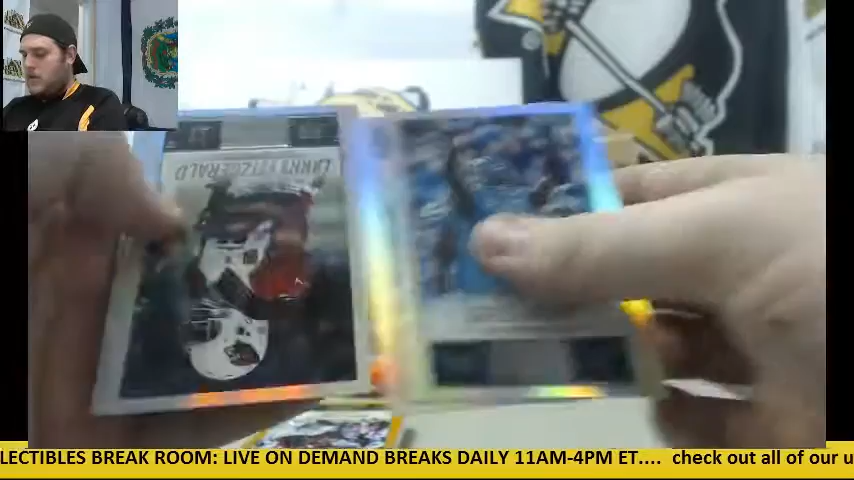 LARRY FITZGERALD
LECTIBLES BREAK ROOM: LIVE ON DEMAND BREAKS DAILY 11AM-4PM ET.... check out all of our u